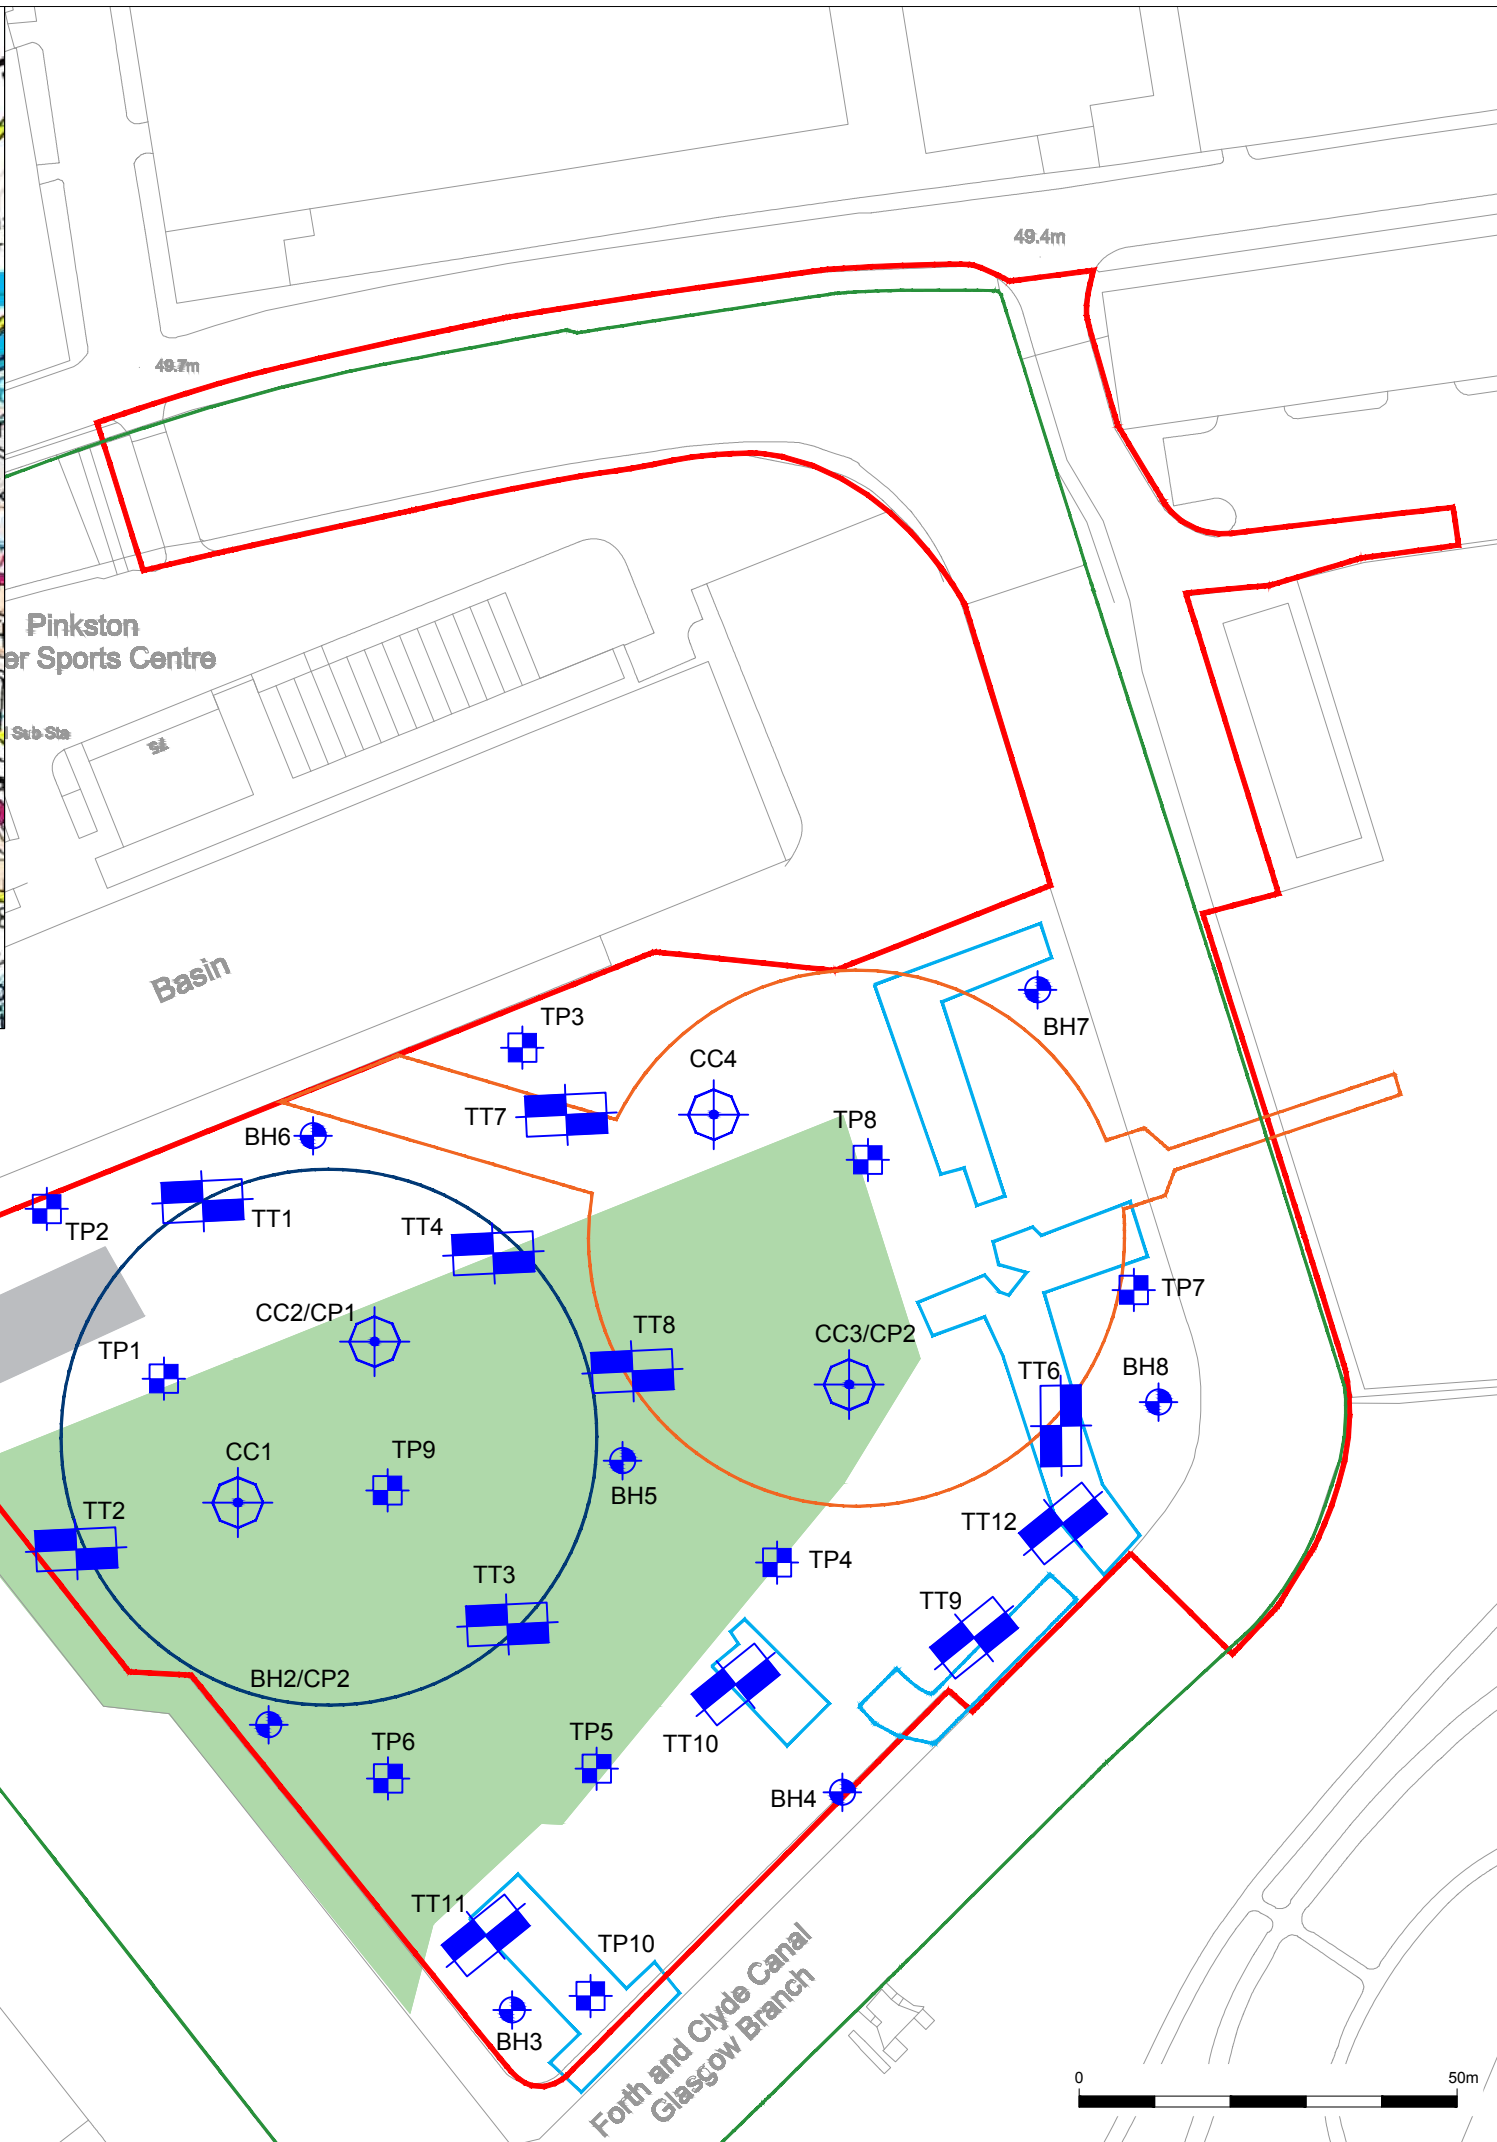 49.4m
49.7m
Pinkston
er Sports Centre
l Sub Sta
Basin
TP3
BH7
CC4
TT7
TP8
BH6
TP2
TT1
TT4
TP7
CC2/CP1
TT8
CC3/CP2
TP1
TT6
BH8
CC1
TP9
BH5
TT2
TT12
TP4
TT3
TT9
BH2/CP2
TP6
TP5
TT10
BH4
TT11
TP10
BH3
Forth and Clyde Canal
Glasgow Branch
0
50m